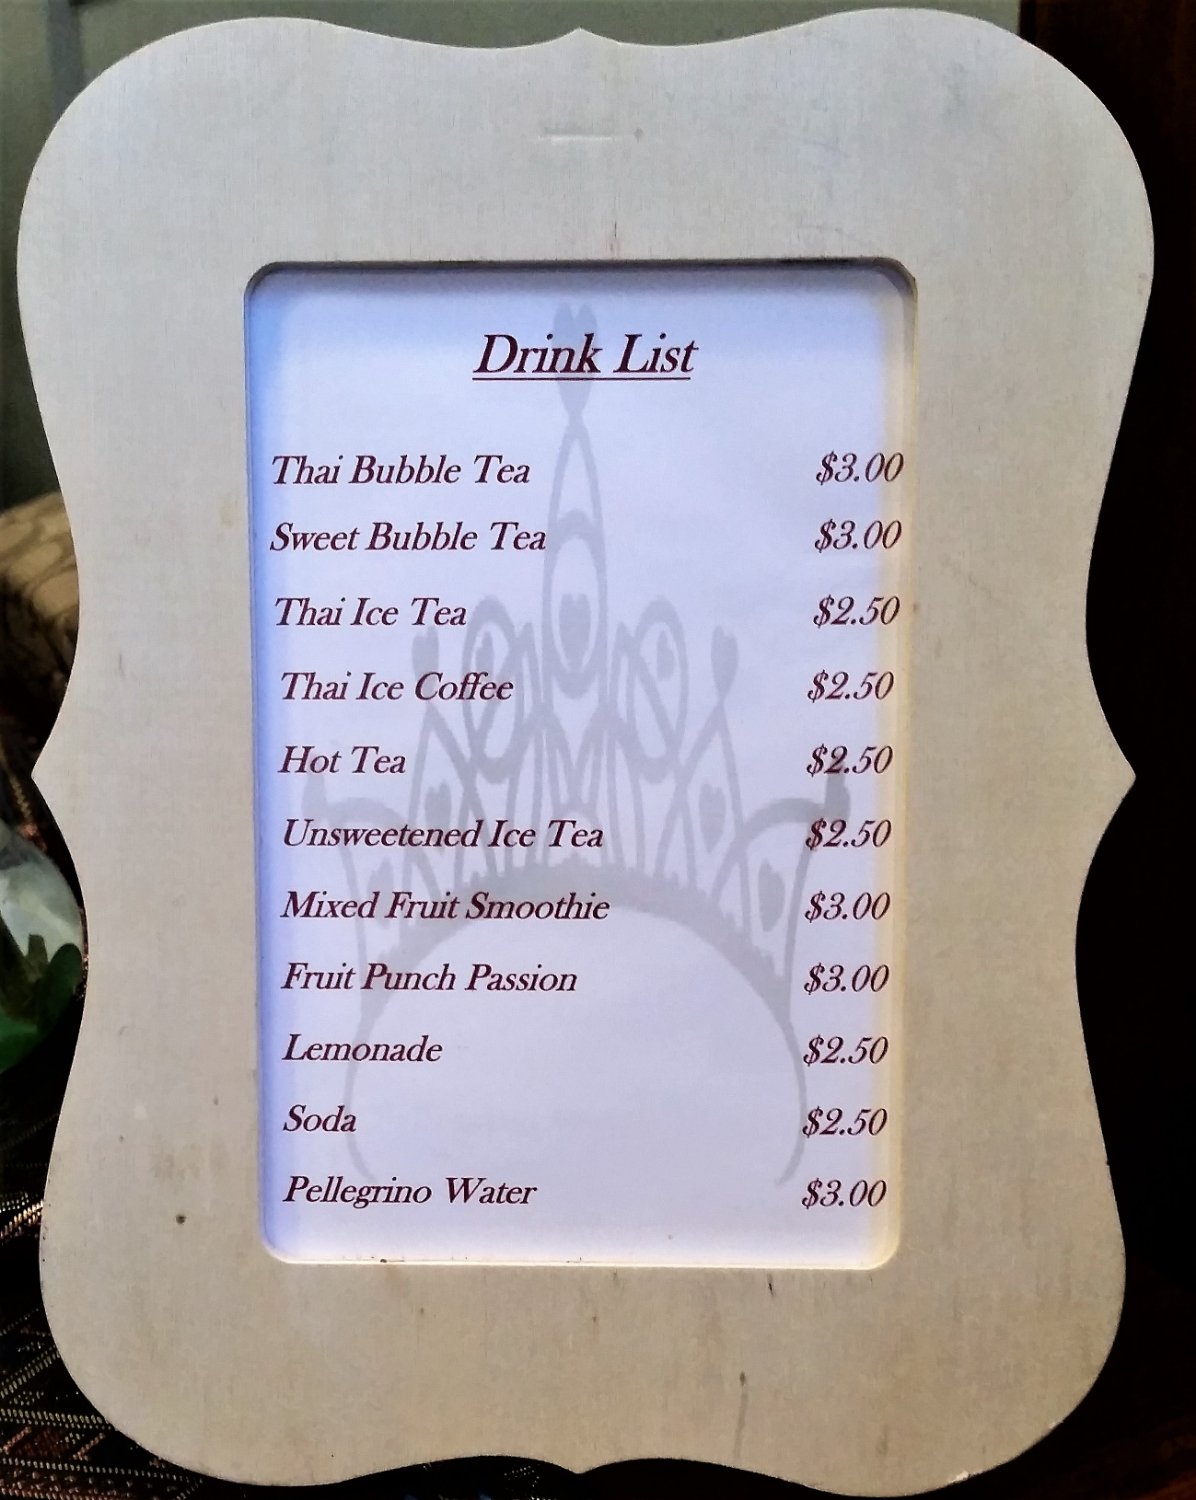 Drink List
Thai Bubble Tea $3.00
Sweet Bubble Tea $3.00
Thai Ice Tea $2.50
Thai Ice Coffee $2.50
Hot Tea $2.50
Unsweetened Ice Tea $2.50
Mixed Fruit Smoothie $3.00
Fruit Punch Passion $3.00
Lemonade $2.50
Soda $2.50
Pellegrino Water $3.00